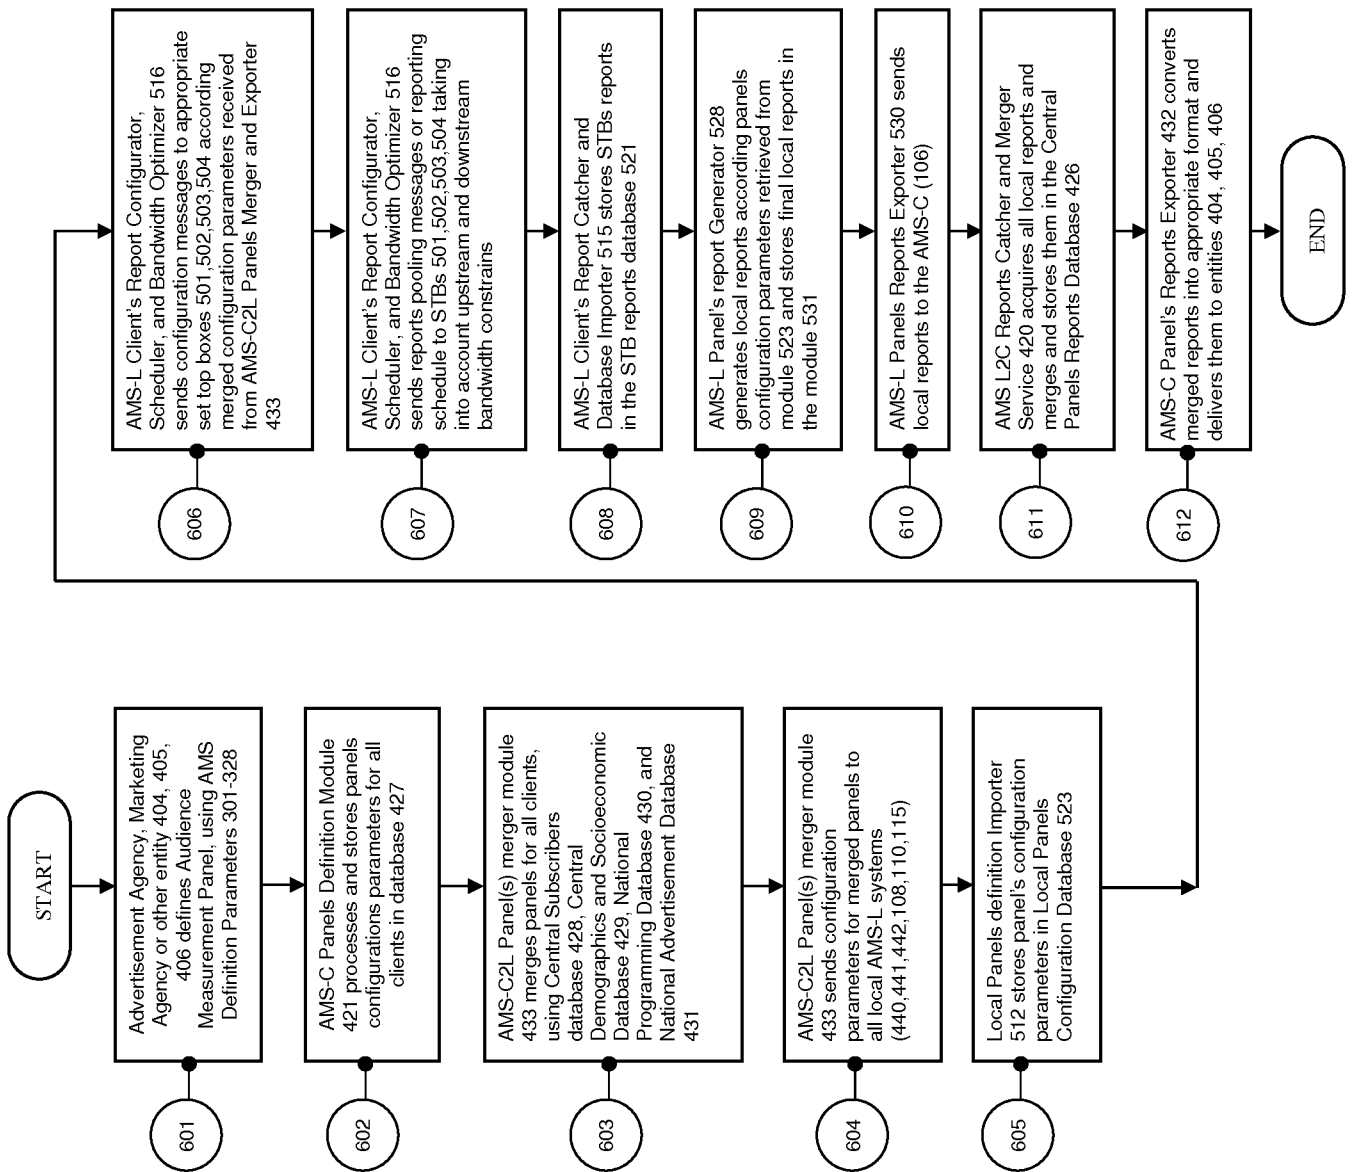 START
601
Advertisement Agency, Marketing
Agency or other entity 404, 405,
406 defines Audience
Measurement Panel, using AMS
Definition Parameters 301-328
602
AMS-C Panels Definition Module
421 processes and stores panels
configurations parameters for all
clients in database 427
603
AMS-C2L Panel(s) merger module
433 merges panels for all clients,
using Central Subscribers
database 428, Central
Demographics and Socioeconomic
Database 429, National
Programming Database 430, and
National Advertisement Database
431
604
AMS-C2L Panel(s) merger module
433 sends configuration
parameters for merged panels to
all local AMS-L systems
(440,441,442,108,110,115)
605
Local Panels definition Importer
512 stores panel's configuration
parameters in Local Panels
Configuration Database 523
606
AMS-L Client's Report Configurator,
Scheduler, and Bandwidth Optimizer 516
sends configuration messages to appropriate
set top boxes 501,502,503,504 according
merged configuration parameters received
from AMS-C2L Panels Merger and Exporter
433
607
AMS-L Client's Report Configurator,
Scheduler, and Bandwidth Optimizer 516
sends reports pooling messages or reporting
schedule to STBs 501,502,503,504 taking
into account upstream and downstream
bandwidth constrains
608
AMS-L Client's Report Catcher and
Database Importer 515 stores STBs reports
in the STB reports database 521
609
AMS-L Panel's report Generator 528
generates local reports according panels
configuration parameters retrieved from
module 523 and stores final local reports in
the module 531
610
AMS-L Panels Reports Exporter 530 sends
local reports to the AMS-C (106)
611
AMS L2C Reports Catcher and Merger
Service 420 acquires all local reports and
merges and stores them in the Central
Panels Reports Database 426
612
AMS-C Panel's Reports Exporter 432 converts
merged reports into appropriate format and
delivers them to entities 404, 405, 406
END